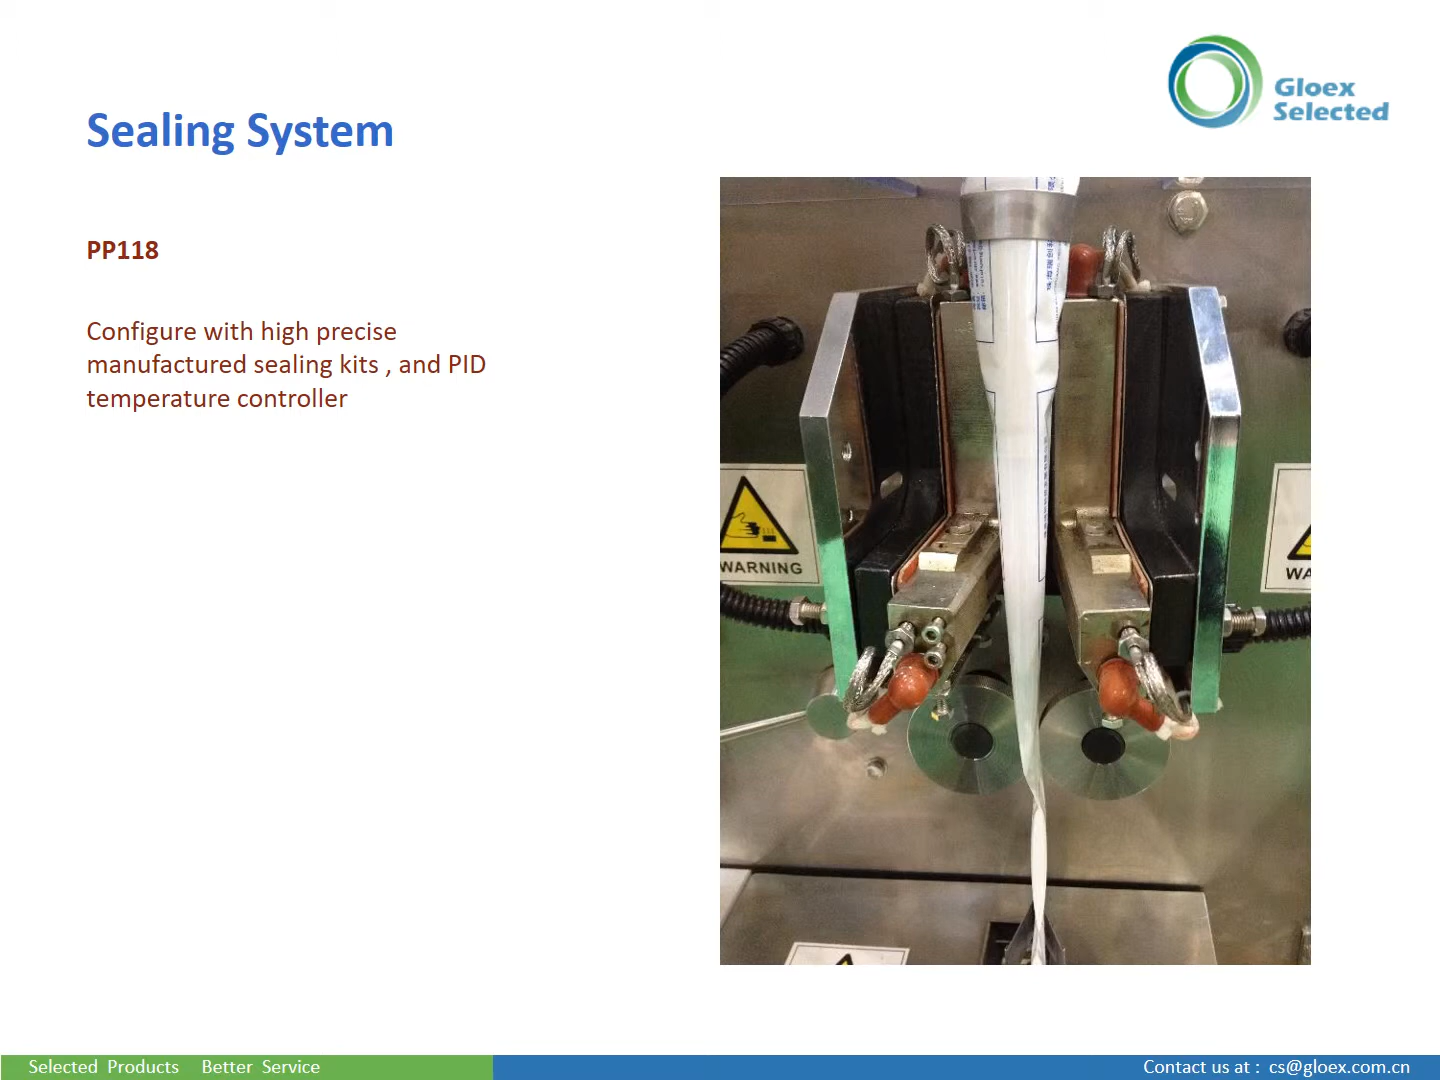 Gloex
Selected
Sealing System
PP118
Configure with high precise
manufactured sealing kits , and PID
temperature controller
WARNING
WA
Selected Products Better Service
Contact us at : cs@gloex.com.cn